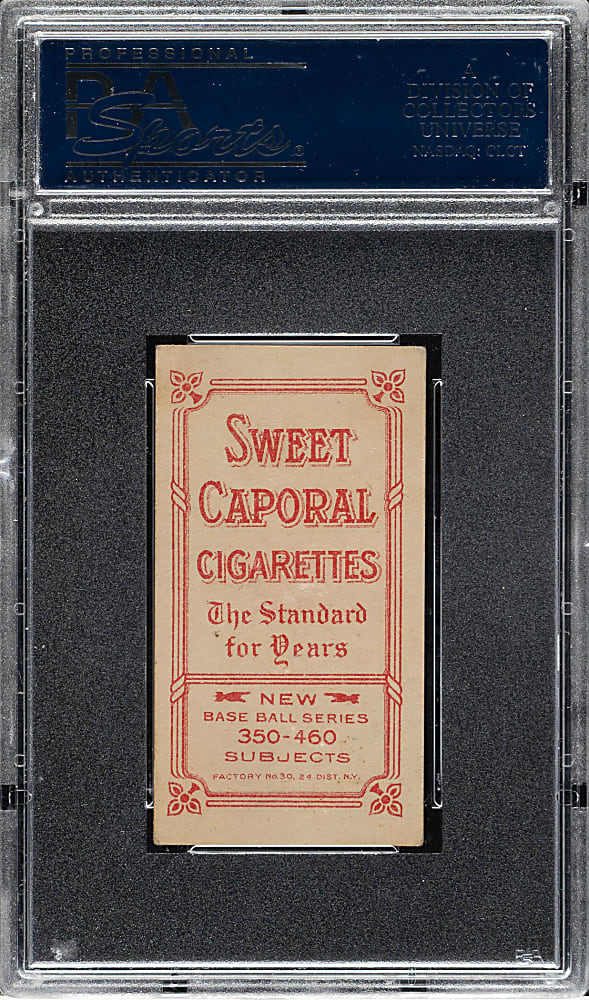 PROFESSIONAL
PSA
Sports
AUTHENTICATOR
A
DIVISION OF
COLLECTORS
UNIVERSE
NASDAQ: CLCT
SWEET
CAPORAL
CIGARETTES
The Standard
for Years
NEW
BASE BALL SERIES
350-460
SUBJECTS
FACTORY No. 30, 2d DIST. N.Y.
PSA